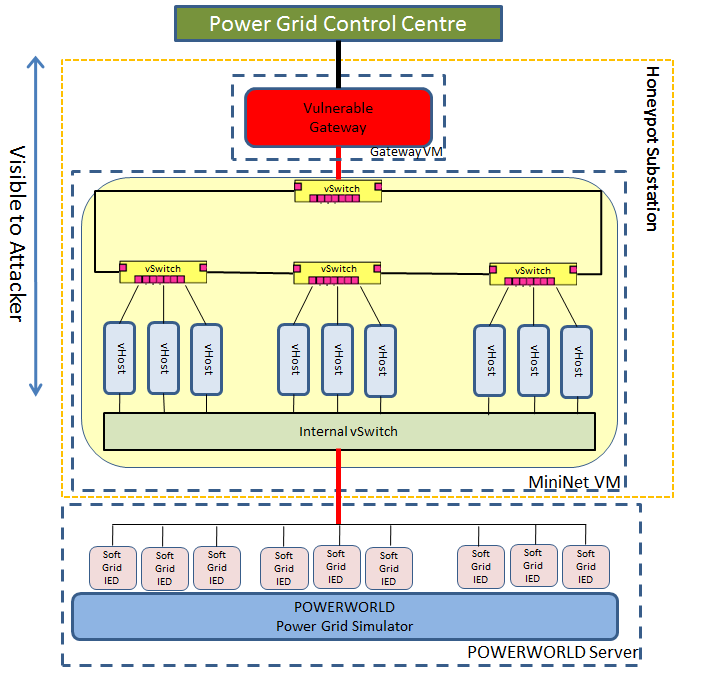 Power Grid Control Centre
Honeypot Substation
Visible to Attacker
Vulnerable
Gateway
Gateway VM
vSwitch
vSwitch
vSwitch
vSwitch
vHost
vHost
vHost
vHost
vHost
vHost
vHost
vHost
vHost
Internal vSwitch
MiniNet VM
Soft
Grid
IED
Soft
Grid
IED
Soft
Grid
IED
Soft
Grid
IED
Soft
Grid
IED
Soft
Grid
IED
Soft
Grid
IED
Soft
Grid
IED
Soft
Grid
IED
POWERWORLD
Power Grid Simulator
POWERWORLD Server